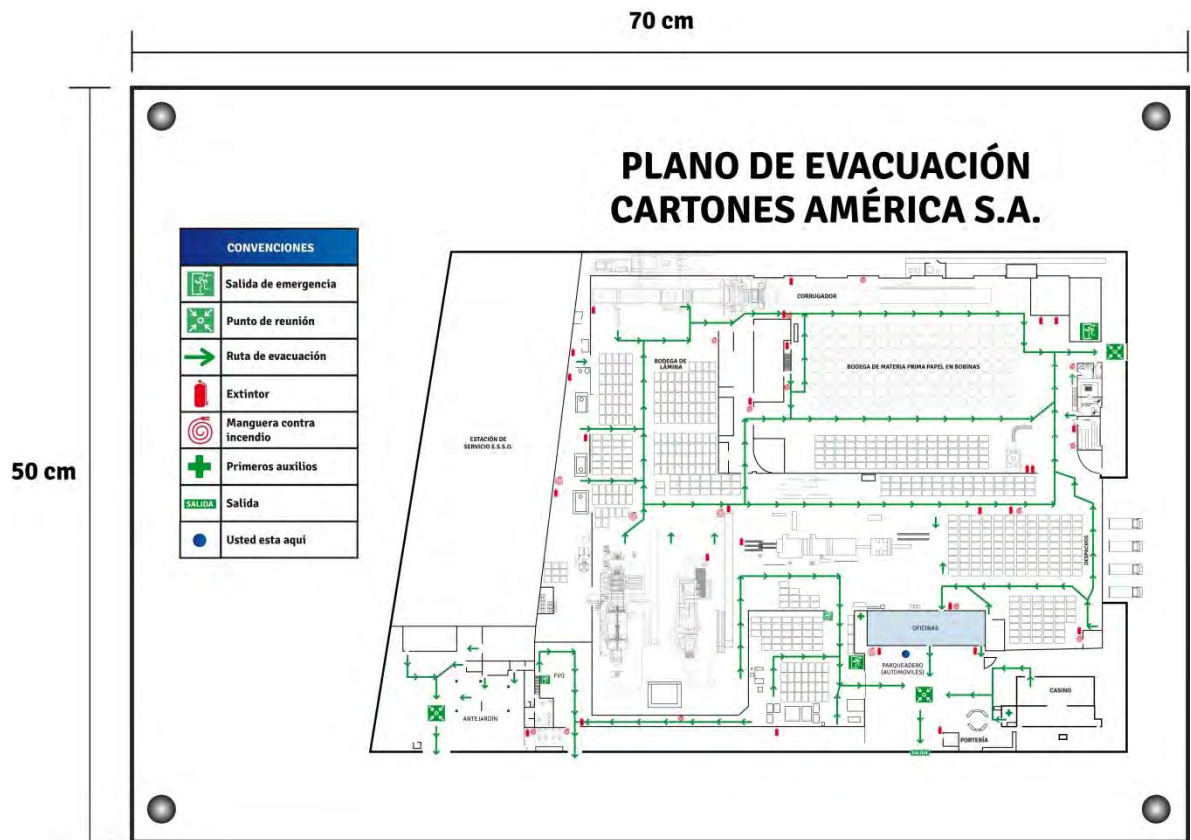 70 cm
50 cm
PLANO DE EVACUACIÓN
CARTONES AMÉRICA S.A.
CONVENCIONES
Salida de emergencia
Punto de reunión
Ruta de evacuación
Extintor
Manguera contra
incendio
Primeros auxilios
SALIDA
Salida
Usted esta aqui
CORRUGADOR
BODEGA DE
LÁMINA
BODEGA DE MATERIA PRIMA PAPEL EN BOBINAS
ESTACIÓN DE
SERVICIO E.S.S.O.
DESPACHOS
OFICINAS
PARQUEADERO
(AUTOMOVILES)
CASINO
PORTERÍA
ANTEJARDÍN
SALIDA